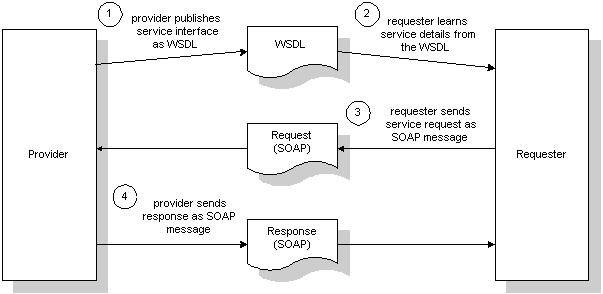 1
provider publishes
service interface
as WSDL
WSDL
2
requester learns
service details from
the WSDL
3
requester sends
service request as
SOAP message
Request
(SOAP)
Provider
Requester
4
provider sends
response as SOAP
message
Response
(SOAP)